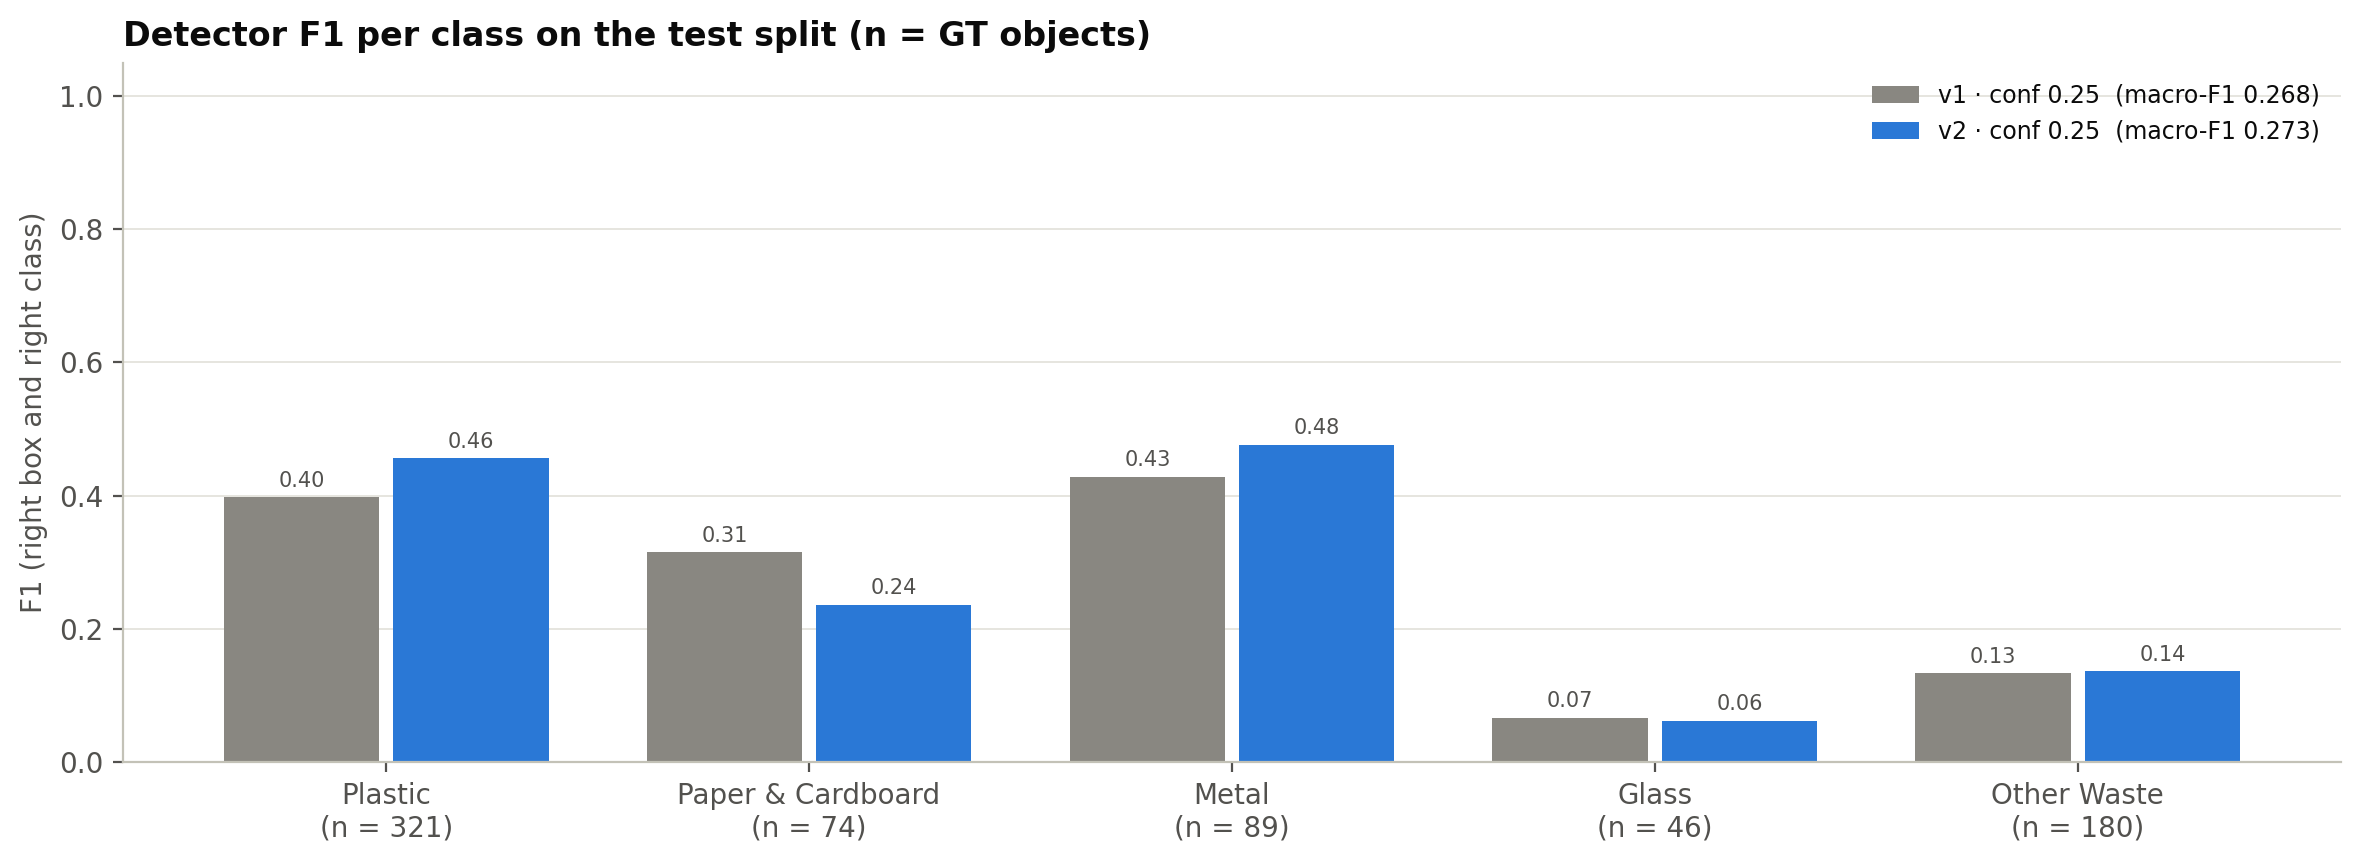 Detector F1 per class on the test split (n = GT objects)
v1 · conf 0.25 (macro-F1 0.268)
v2 · conf 0.25 (macro-F1 0.273)
F1 (right box and right class)
1.0
0.8
0.6
0.4
0.2
0.0
0.40
0.46
0.31
0.24
0.43
0.48
0.07
0.06
0.13
0.14
Plastic
(n = 321)
Paper & Cardboard
(n = 74)
Metal
(n = 89)
Glass
(n = 46)
Other Waste
(n = 180)